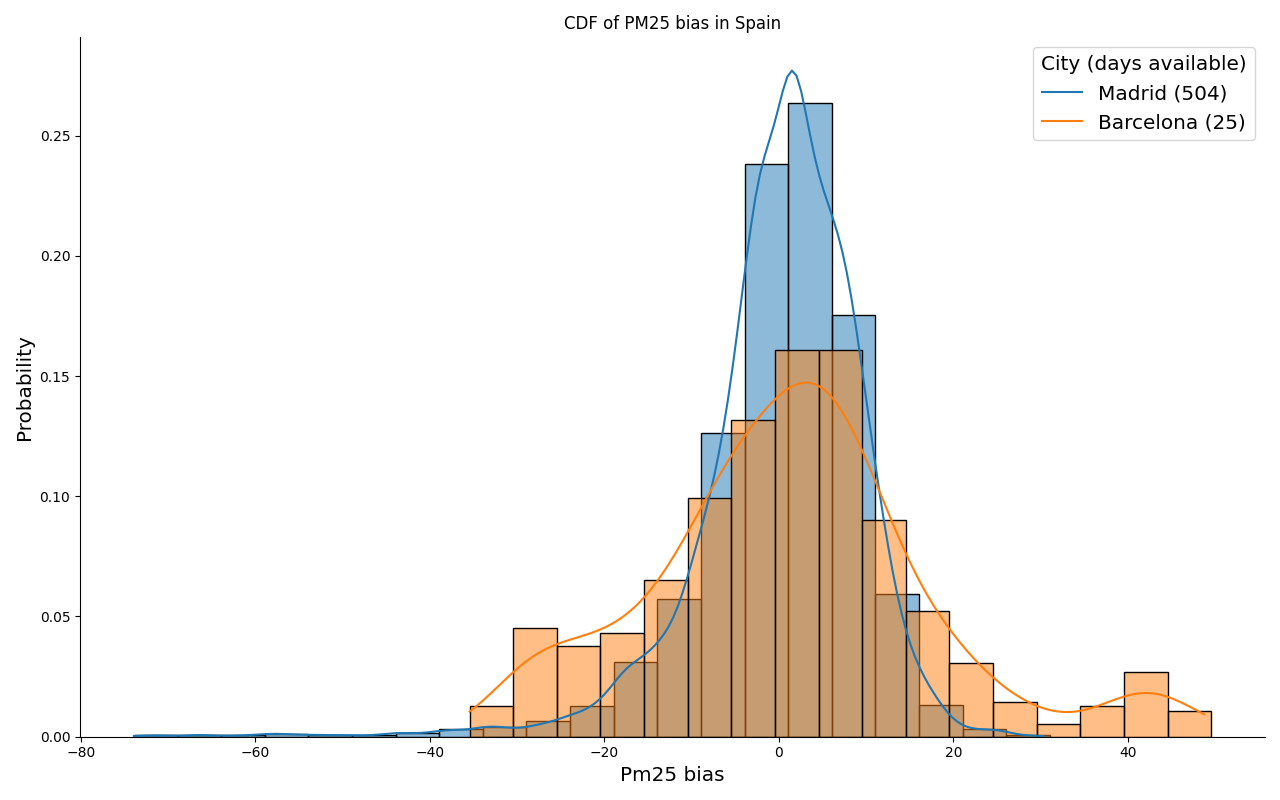 CDF of PM25 bias in Spain
City (days available)
Madrid (504)
Barcelona (25)
Probability
0.25
0.20
0.15
0.10
0.05
0.00
−80 −60 −40 −20 0 20 40
Pm25 bias